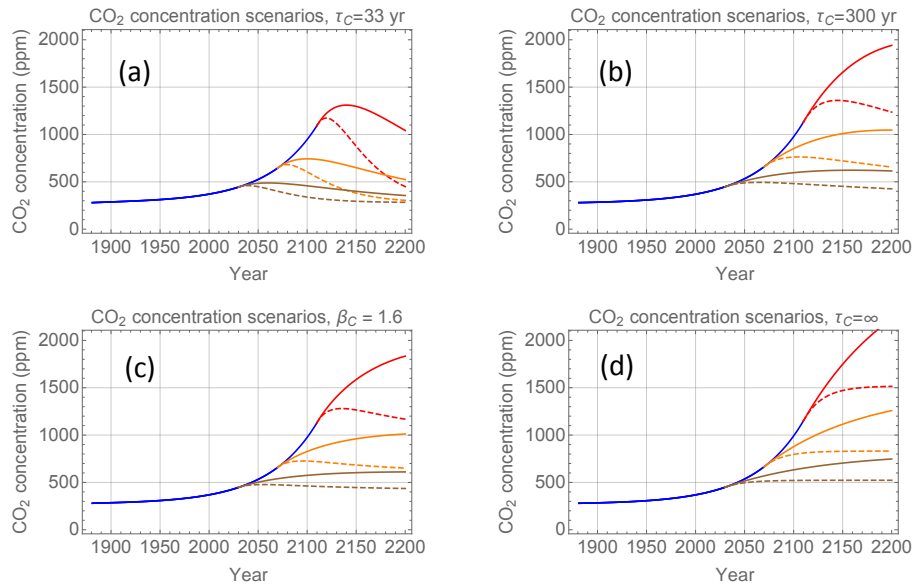 CO₂ concentration scenarios, τC=33 yr
(a)
CO₂ concentration (ppm)
2000
1500
1000
500
0
1900 1950 2000 2050 2100 2150 2200
Year
CO₂ concentration scenarios, τC=300 yr
(b)
CO₂ concentration (ppm)
2000
1500
1000
500
0
1900 1950 2000 2050 2100 2150 2200
Year
CO₂ concentration scenarios, βC = 1.6
(c)
CO₂ concentration (ppm)
2000
1500
1000
500
0
1900 1950 2000 2050 2100 2150 2200
Year
CO₂ concentration scenarios, τC=∞
(d)
CO₂ concentration (ppm)
2000
1500
1000
500
0
1900 1950 2000 2050 2100 2150 2200
Year